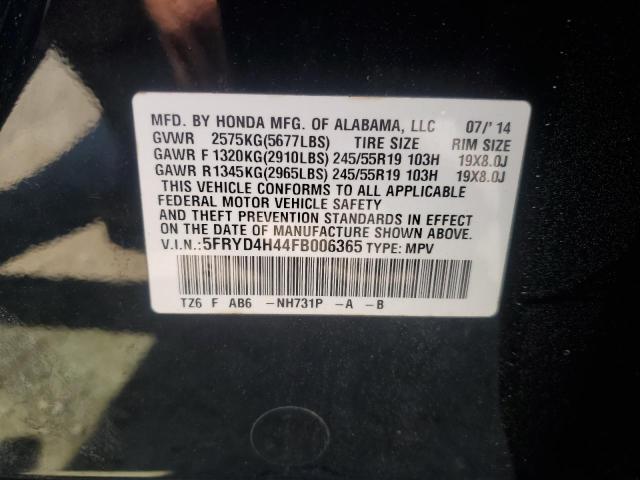 MFD. BY HONDA MFG. OF ALABAMA, LLC 07/' 14
GVWR 2575KG(5677LBS) TIRE SIZE RIM SIZE
GAWR F 1320KG(2910LBS) 245/55R19 103H 19X8.0J
GAWR R1345KG(2965LBS) 245/55R19 103H 19X8.0J
THIS VEHICLE CONFORMS TO ALL APPLICABLE
FEDERAL MOTOR VEHICLE SAFETY
AND THEFT PREVENTION STANDARDS IN EFFECT
ON THE DATE OF MANUFACTURE SHOWN ABOVE.
V.I.N.:5FRYD4H44FB006365 TYPE: MPV
TZ6 F AB6 -NH731P -A -B